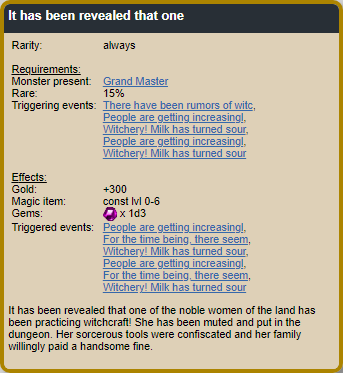 It has been revealed that one
Rarity: always
Requirements:
Monster present: Grand Master
Rare: 15%
Triggering events: There have been rumors of witc,
People are getting increasingl,
Witchery! Milk has turned sour,
People are getting increasingl,
Witchery! Milk has turned sour
Effects:
Gold: +300
Magic item: const lvl 0-6
Gems: x 1d3
Triggered events: People are getting increasingl,
For the time being, there seem,
Witchery! Milk has turned sour,
People are getting increasingl,
For the time being, there seem,
Witchery! Milk has turned sour
It has been revealed that one of the noble women of the land has
been practicing witchcraft! She has been muted and put in the
dungeon. Her sorcerous tools were confiscated and her family
willingly paid a handsome fine.